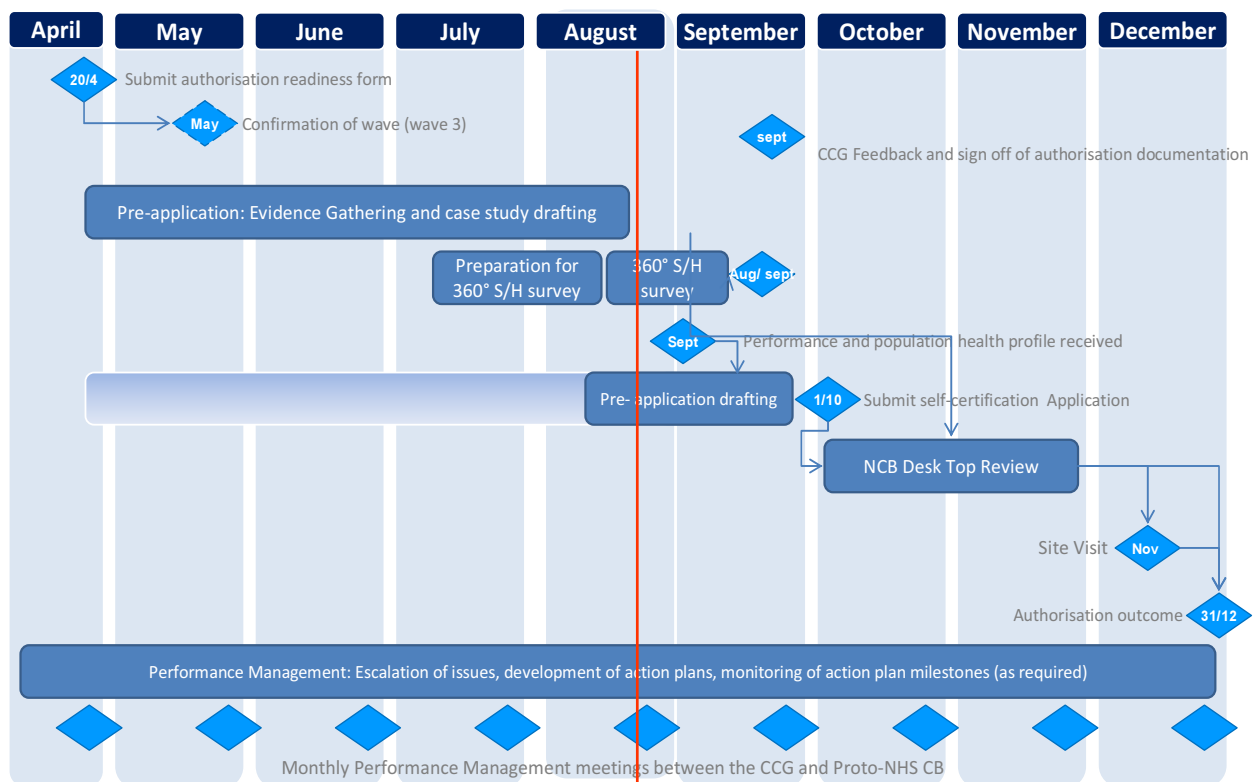 April May June July August September October November December
20/4 Submit authorisation readiness form
May Confirmation of wave (wave 3)
sept
CCG Feedback and sign off of authorisation documentation
Pre-application: Evidence Gathering and case study drafting
Preparation for
360° S/H survey
360° S/H
survey
Aug/ sept
Sept Performance and population health profile received
Pre- application drafting
1/10 Submit self-certification Application
NCB Desk Top Review
Site Visit Nov
Authorisation outcome 31/12
Performance Management: Escalation of issues, development of action plans, monitoring of action plan milestones (as required)
Monthly Performance Management meetings between the CCG and Proto-NHS CB